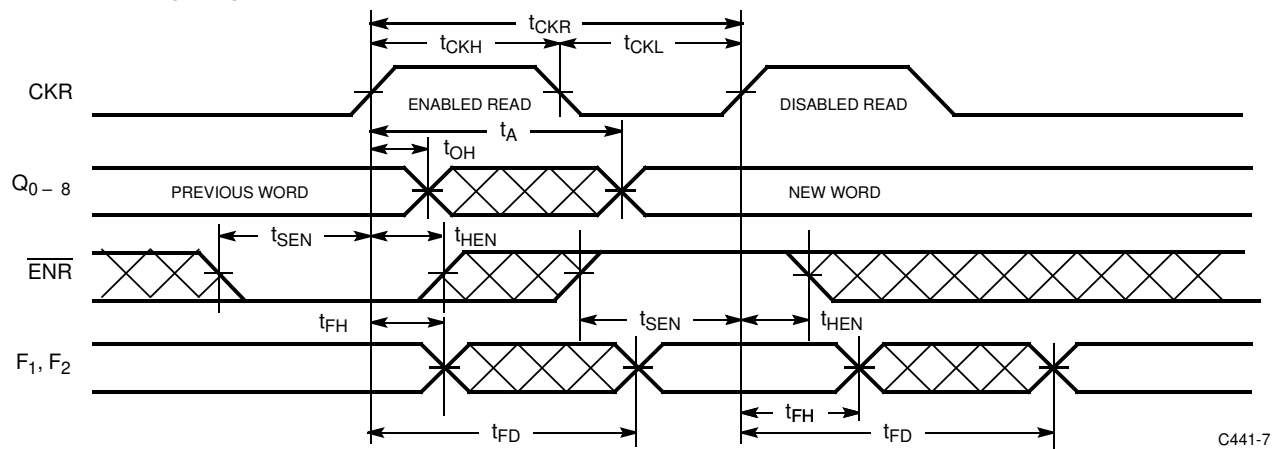 tCKR
tCKH
tCKL
CKR
ENABLED READ
DISABLED READ
tA
tOH
Q0 – 8
PREVIOUS WORD
NEW WORD
tSEN
tHEN
ENR
tFH
tSEN
tHEN
F1, F2
tFH
tFD
tFD
C441-7